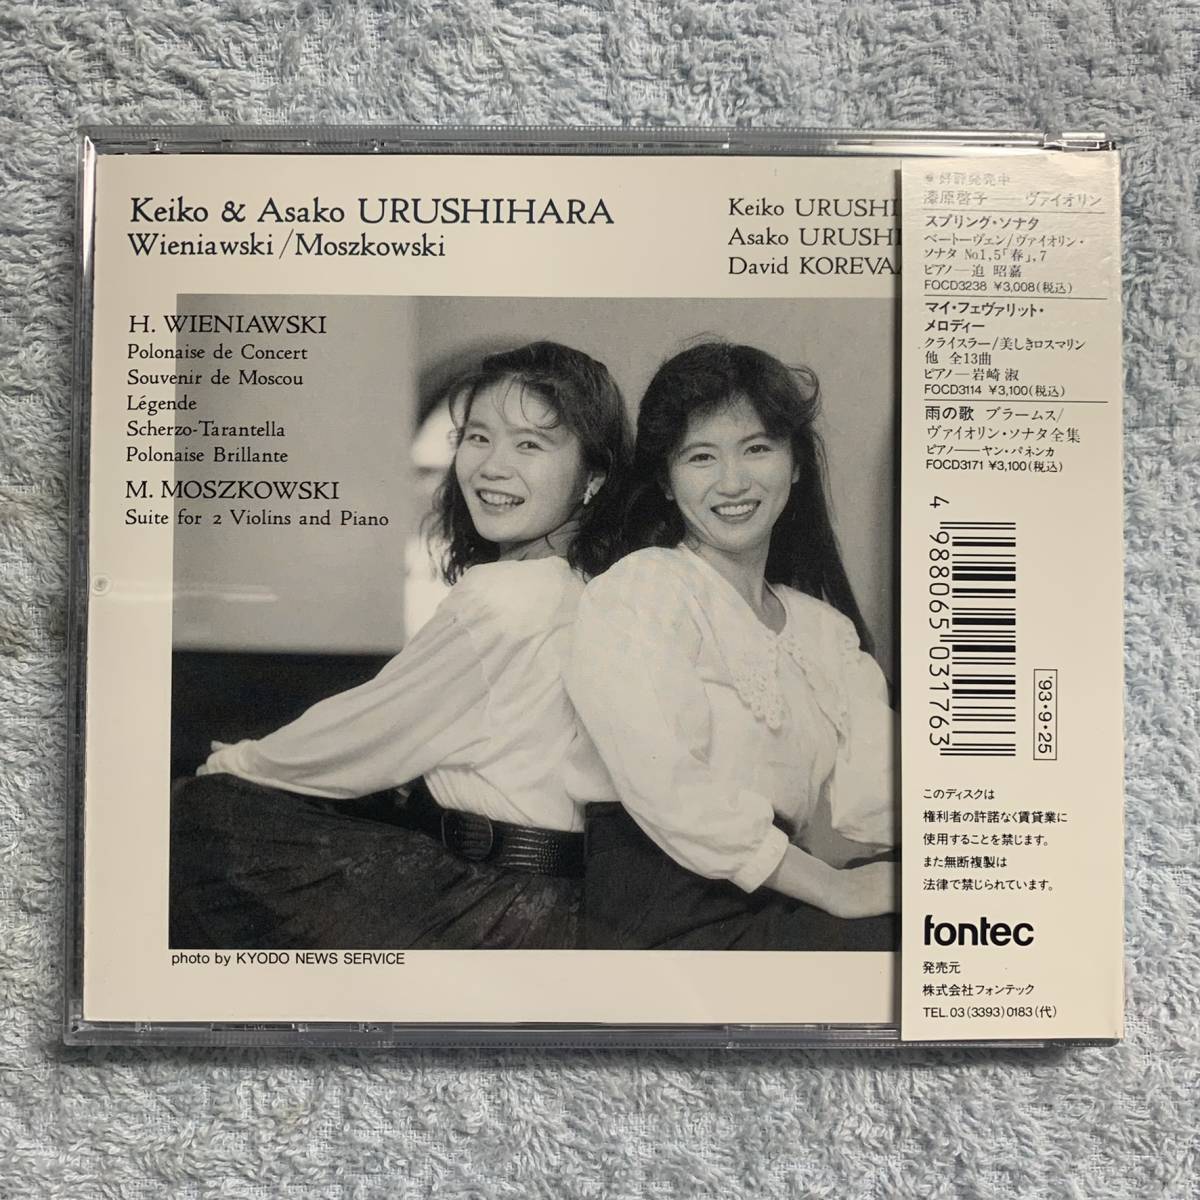 Keiko & Asako URUSHIHARA
Wieniawski/Moszkowski
Keiko URUSHI
Asako URUSHI
David KOREVA
H. WIENIAWSKI
Polonaise de Concert
Souvenir de Moscou
Légende
Scherzo-Tarantella
Polonaise Brillante
M. MOSZKOWSKI
Suite for 2 Violins and Piano
photo by KYODO NEWS SERVICE
好評発売中
漆原啓子——ヴァイオリン
スプリング・ソナタ
ベートーヴェン/ヴァイオリン・
ソナタ No1,5「春」,7
ピアノ—迫 昭嘉
FOCD3238 ¥3,008(税込)
マイ・フェヴァリット・
メロディー
クライスラー/美しきロスマリン
他 全13曲
ピアノ—岩崎 淑
FOCD3114 ¥3,100(税込)
雨の歌 ブラームス/
ヴァイオリン・ソナタ全集
ピアノ——ヤン・パネンカ
FOCD3171 ¥3,100(税込)
4 988065 031763
'93・9・25
このディスクは
権利者の許諾なく賃貸業に
使用することを禁じます。
また無断複製は
法律で禁じられています。
fontec
発売元
株式会社フォンテック
TEL.03(3393)0183(代)